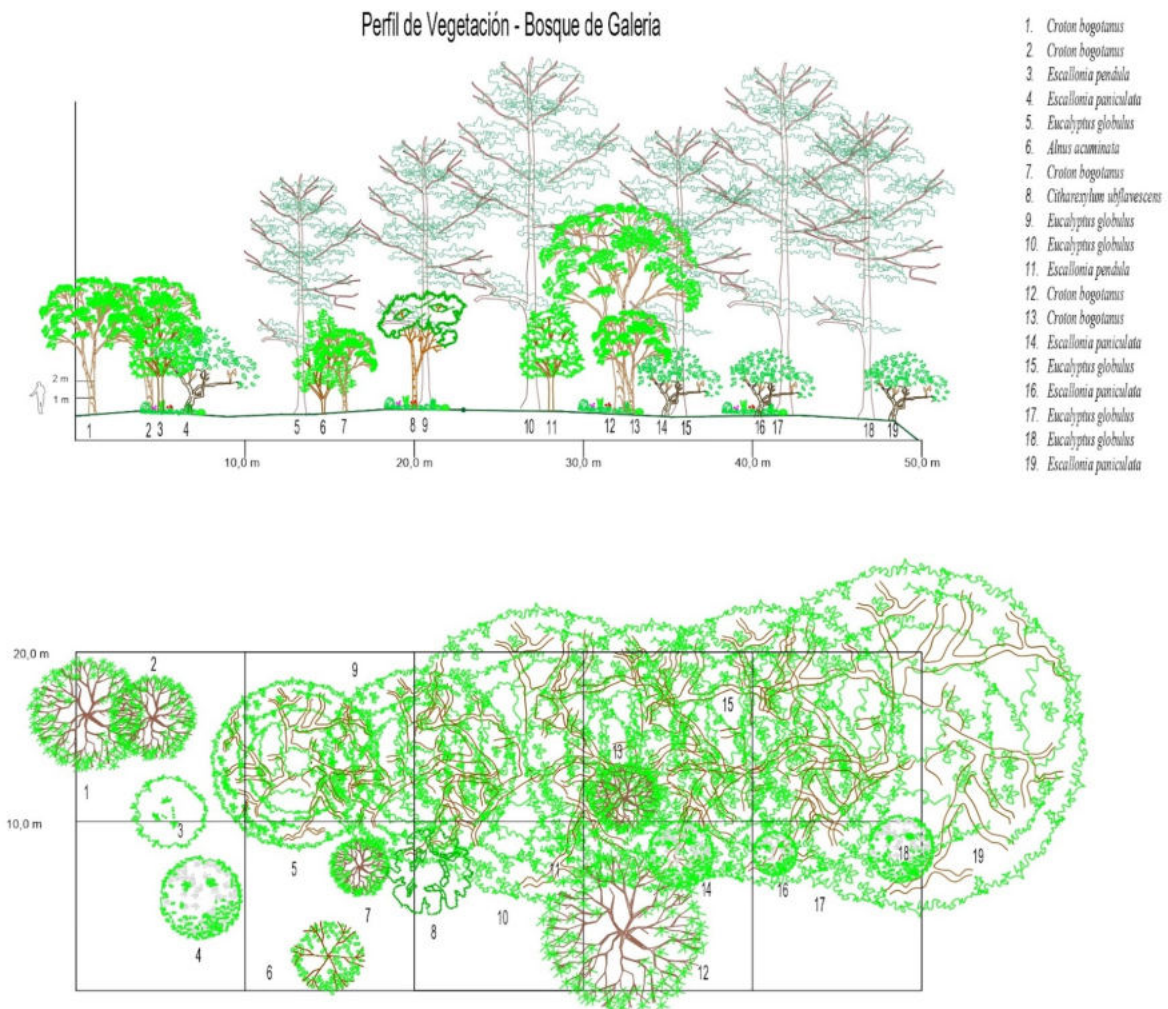 Perfil de Vegetación - Bosque de Galeria
1. Croton bogotanus
2. Croton bogotanus
3. Escallonia pendula
4. Escallonia paniculata
5. Eucalyptus globulus
6. Alnus acuminata
7. Croton bogotanus
8. Citharexylum ubflavescens
9. Eucalyptus globulus
10. Eucalyptus globulus
11. Escallonia pendula
12. Croton bogotanus
13. Croton bogotanus
14. Escallonia paniculata
15. Eucalyptus globulus
16. Escallonia paniculata
17. Eucalyptus globulus
18. Eucalyptus globulus
19. Escallonia paniculata
2 m
1 m
1 2 3 4 5 6 7 8 9 10 11 12 13 14 15 16 17 18 19
10,0 m 20,0 m 30,0 m 40,0 m 50,0 m
20,0 m
2 9
15
13
1
10,0 m
3
5 11 14 16 18 19
7 10 17
4 8
6 12